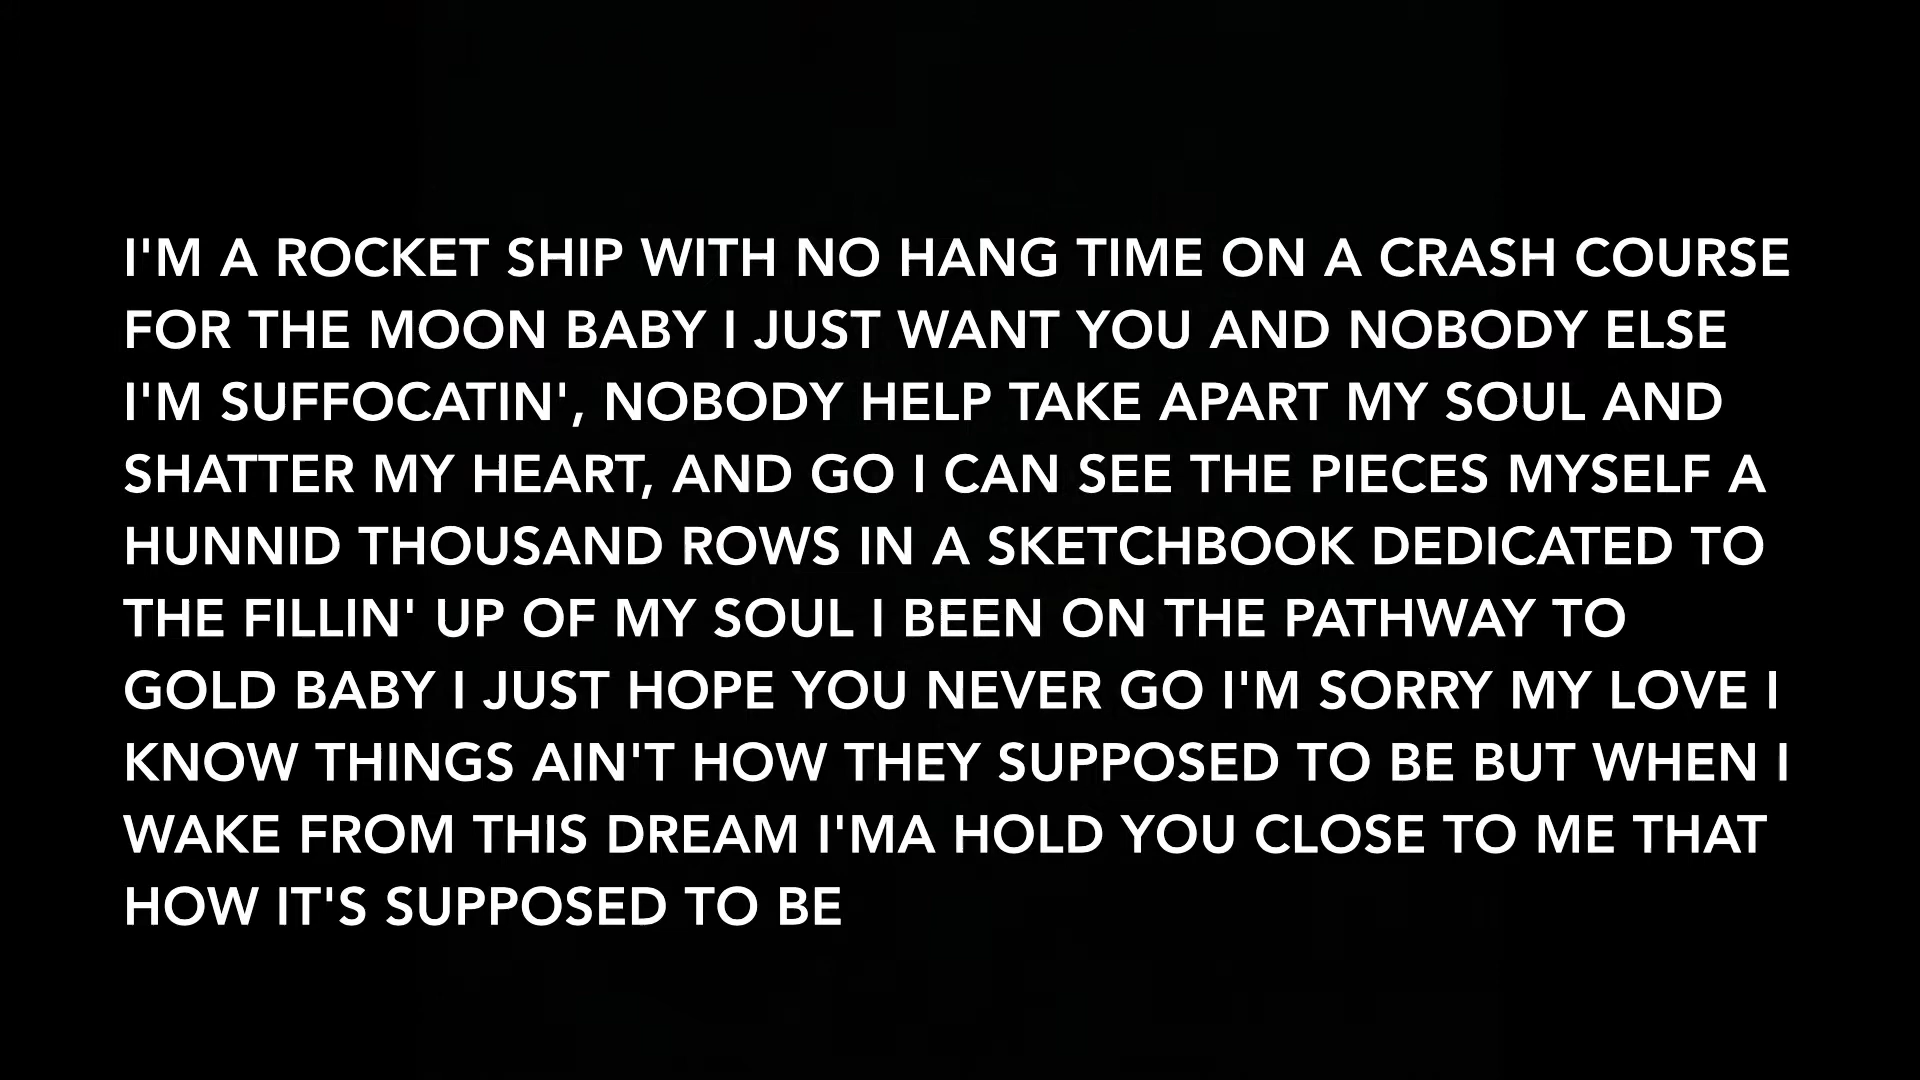 I'M A ROCKET SHIP WITH NO HANG TIME ON A CRASH COURSE
FOR THE MOON BABY I JUST WANT YOU AND NOBODY ELSE
I'M SUFFOCATIN', NOBODY HELP TAKE APART MY SOUL AND
SHATTER MY HEART, AND GO I CAN SEE THE PIECES MYSELF A
HUNNID THOUSAND ROWS IN A SKETCHBOOK DEDICATED TO
THE FILLIN' UP OF MY SOUL I BEEN ON THE PATHWAY TO
GOLD BABY I JUST HOPE YOU NEVER GO I'M SORRY MY LOVE I
KNOW THINGS AIN'T HOW THEY SUPPOSED TO BE BUT WHEN I
WAKE FROM THIS DREAM I'MA HOLD YOU CLOSE TO ME THAT
HOW IT'S SUPPOSED TO BE